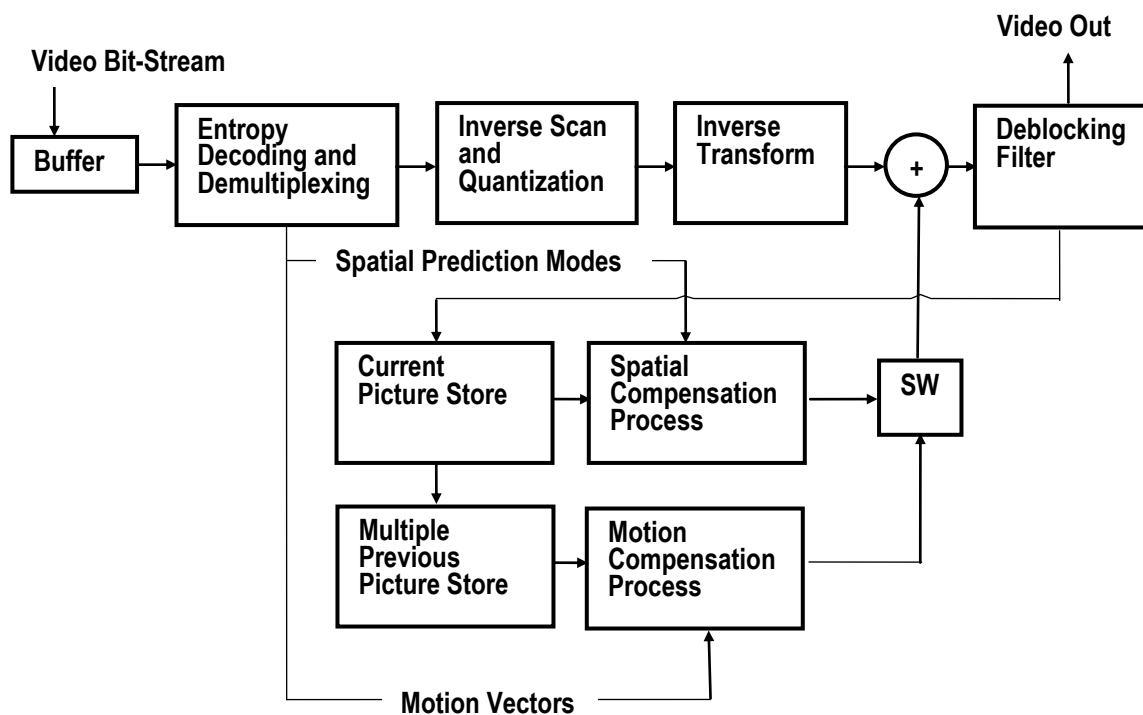 Video Out
Video Bit-Stream
Buffer
Entropy
Decoding and
Demultiplexing
Inverse Scan
and
Quantization
Inverse
Transform
+
Deblocking
Filter
Spatial Prediction Modes
Current
Picture Store
Spatial
Compensation
Process
SW
Multiple
Previous
Picture Store
Motion
Compensation
Process
Motion Vectors